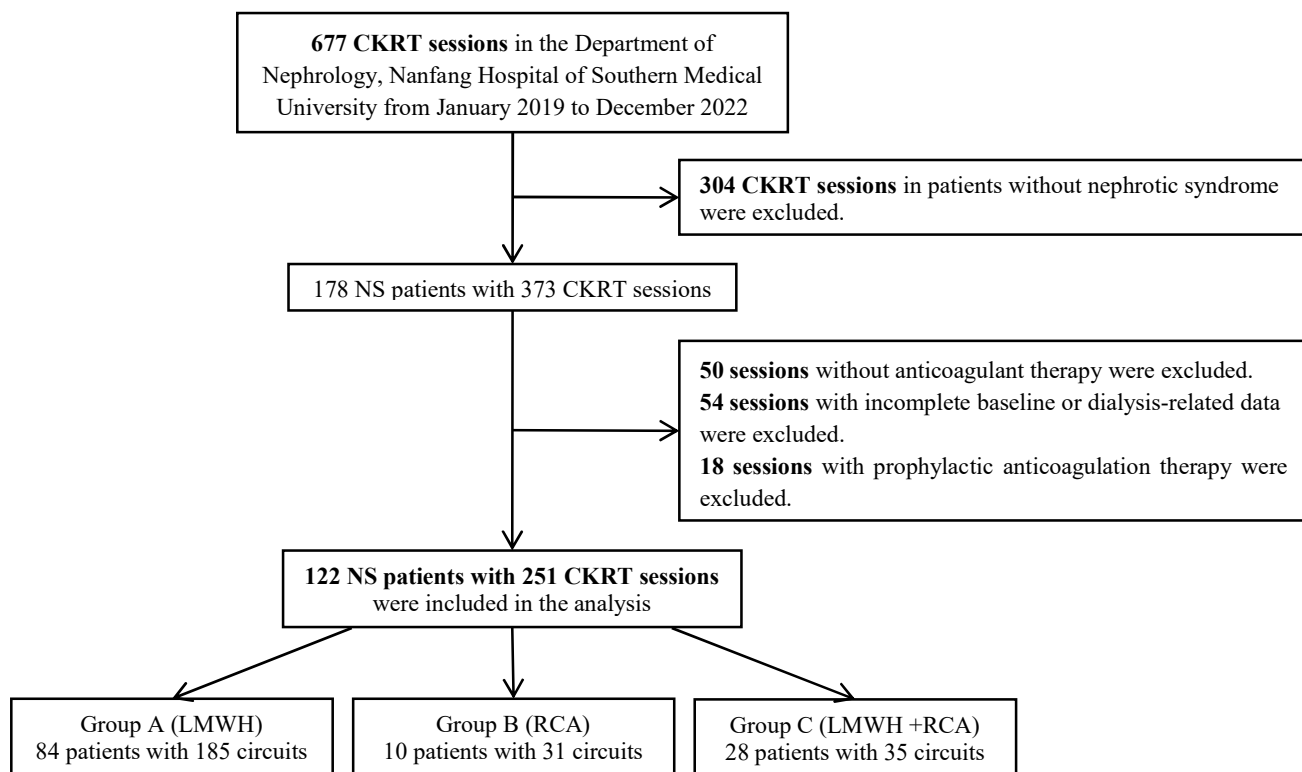 677 CKRT sessions in the Department of
Nephrology, Nanfang Hospital of Southern Medical
University from January 2019 to December 2022
304 CKRT sessions in patients without nephrotic syndrome
were excluded.
178 NS patients with 373 CKRT sessions
50 sessions without anticoagulant therapy were excluded.
54 sessions with incomplete baseline or dialysis-related data
were excluded.
18 sessions with prophylactic anticoagulation therapy were
excluded.
122 NS patients with 251 CKRT sessions
were included in the analysis
Group A (LMWH)
84 patients with 185 circuits
Group B (RCA)
10 patients with 31 circuits
Group C (LMWH +RCA)
28 patients with 35 circuits